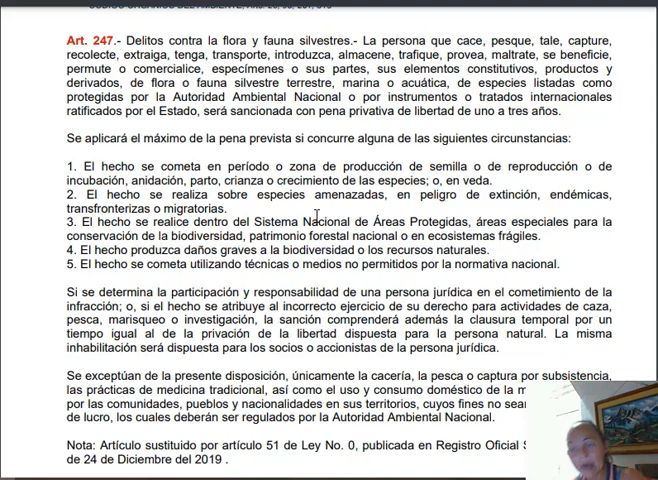 Art. 247.- Delitos contra la flora y fauna silvestres.- La persona que cace, pesque, tale, capture,
recolecte, extraiga, tenga, transporte, introduzca, almacene, trafique, provea, maltrate, se beneficie,
permute o comercialice, especímenes o sus partes, sus elementos constitutivos, productos y
derivados, de flora o fauna silvestre terrestre, marina o acuática, de especies listadas como
protegidas por la Autoridad Ambiental Nacional o por instrumentos o tratados internacionales
ratificados por el Estado, será sancionada con pena privativa de libertad de uno a tres años.
Se aplicará el máximo de la pena prevista si concurre alguna de las siguientes circunstancias:
1. El hecho se cometa en período o zona de producción de semilla o de reproducción o de
incubación, anidación, parto, crianza o crecimiento de las especies; o, en veda.
2. El hecho se realiza sobre especies amenazadas, en peligro de extinción, endémicas,
transfronterizas o migratorias.
3. El hecho se realice dentro del Sistema Nacional de Áreas Protegidas, áreas especiales para la
conservación de la biodiversidad, patrimonio forestal nacional o en ecosistemas frágiles.
4. El hecho produzca daños graves a la biodiversidad o los recursos naturales.
5. El hecho se cometa utilizando técnicas o medios no permitidos por la normativa nacional.
Si se determina la participación y responsabilidad de una persona jurídica en el cometimiento de la
infracción; o, si el hecho se atribuye al incorrecto ejercicio de su derecho para actividades de caza,
pesca, marisqueo o investigación, la sanción comprenderá además la clausura temporal por un
tiempo igual al de la privación de la libertad dispuesta para la persona natural. La misma
inhabilitación será dispuesta para los socios o accionistas de la persona jurídica.
Se exceptúan de la presente disposición, únicamente la cacería, la pesca o captura por subsistencia,
las prácticas de medicina tradicional, así como el uso y consumo doméstico de la
por las comunidades, pueblos y nacionalidades en sus territorios, cuyos fines no
de lucro, los cuales deberán ser regulados por la Autoridad Ambiental Nacional.
Nota: Artículo sustituido por artículo 51 de Ley No. 0, publicada en Registro Oficial
de 24 de Diciembre del 2019 .